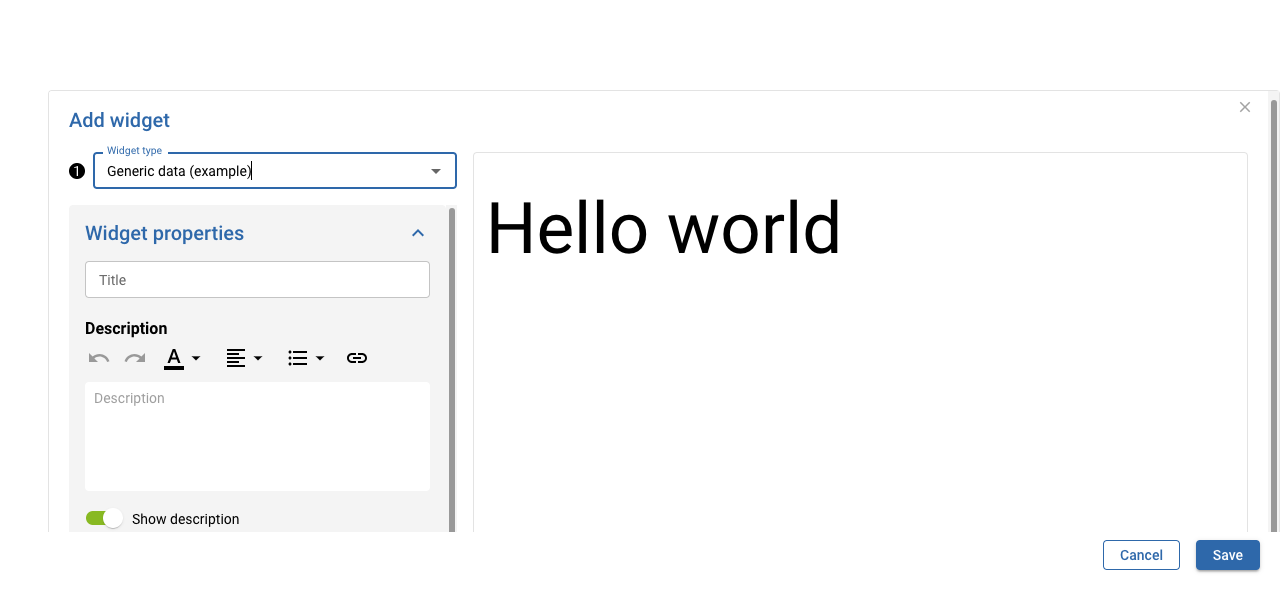 Add widget
Widget type
1 Generic data (example)
Widget properties
Title
Description
A
Description
Show description
Hello world
Cancel
Save